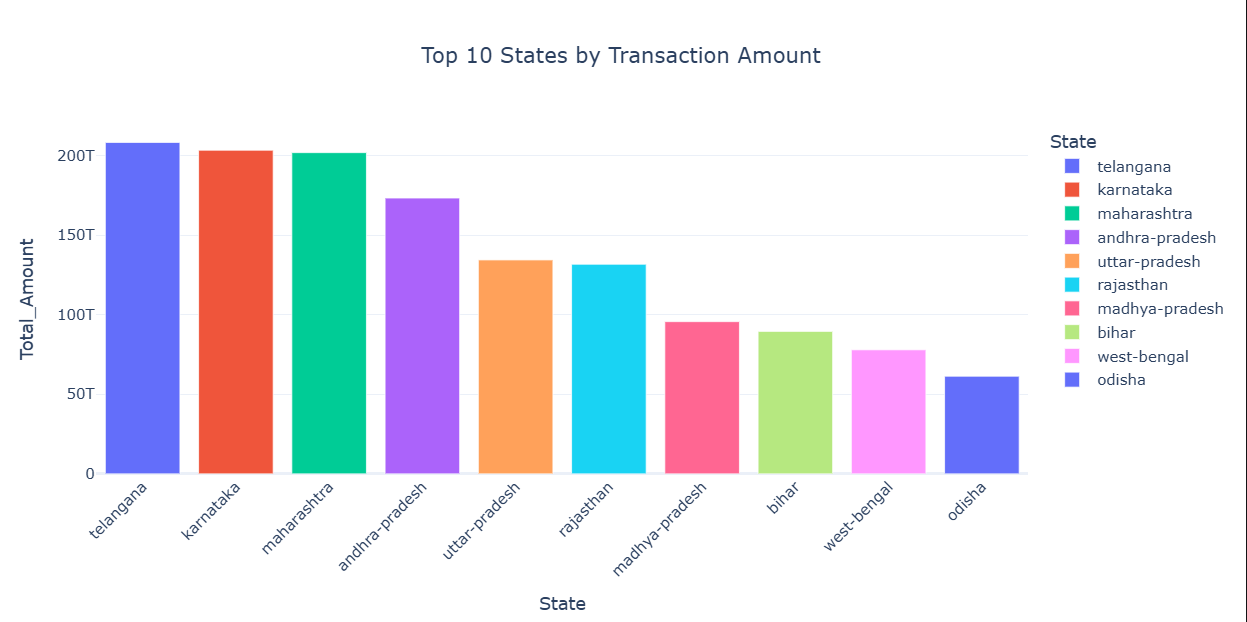 Top 10 States by Transaction Amount
200T
150T
100T
50T
0
Total_Amount
telangana
karnataka
maharashtra
andhra-pradesh
uttar-pradesh
rajasthan
madhya-pradesh
bihar
west-bengal
odisha
State
State
telangana
karnataka
maharashtra
andhra-pradesh
uttar-pradesh
rajasthan
madhya-pradesh
bihar
west-bengal
odisha